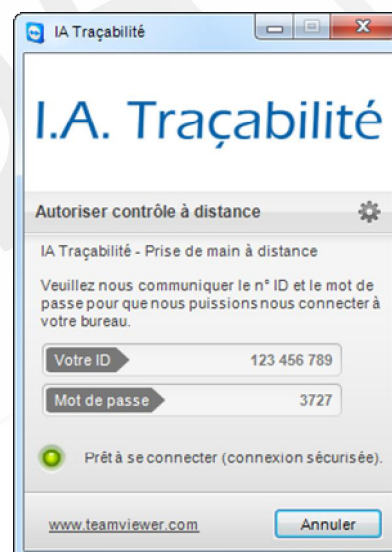 IA Traçabilité
I.A. Traçabilité
Autoriser contrôle à distance
IA Traçabilité - Prise de main à distance
Veuillez nous communiquer le n° ID et le mot de
passe pour que nous puissions nous connecter à
votre bureau.
Votre ID 123 456 789
Mot de passe 3727
Prêt à se connecter (connexion sécurisée).
www.teamviewer.com Annuler